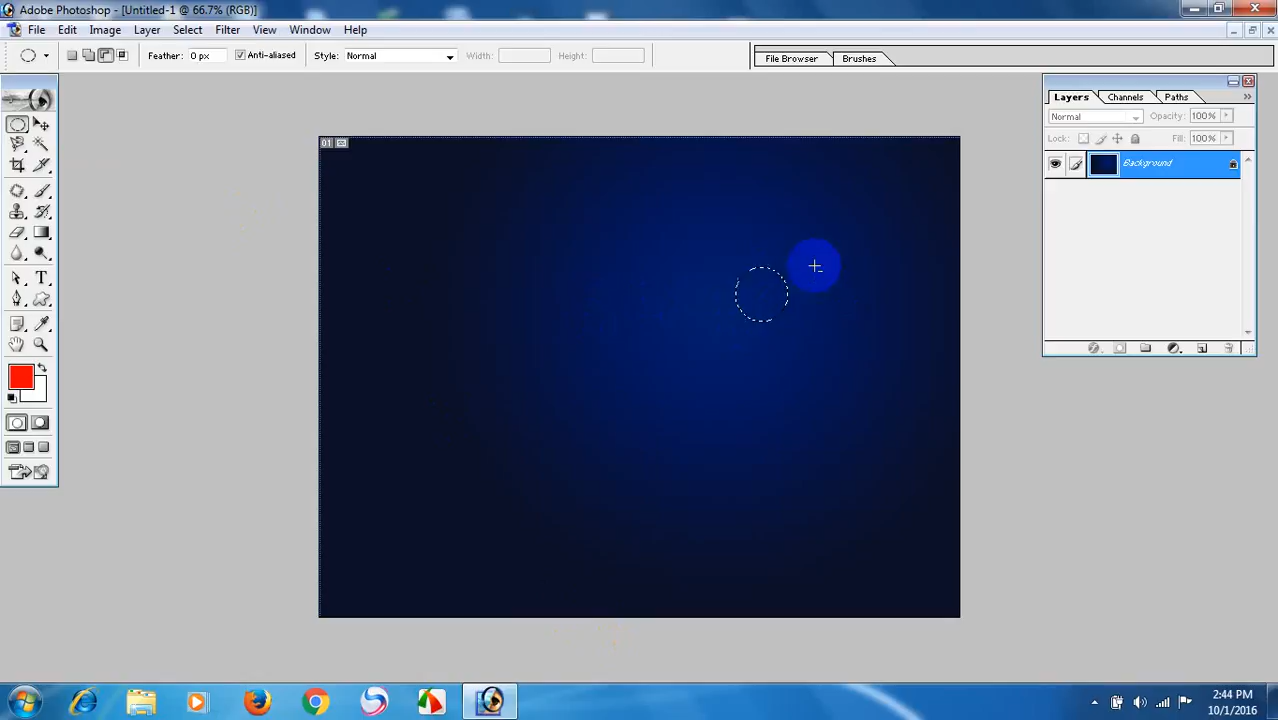 Adobe Photoshop - [Untitled-1 @ 66.7% (RGB)]
File Edit Image Layer Select Filter View Window Help
Feather: 0 px Anti-aliased Style: Normal Width: Height: File Browser Brushes
Layers Channels Paths
Normal Opacity: 100%
Lock: Fill: 100%
01
Background
T
2:44 PM
10/1/2016